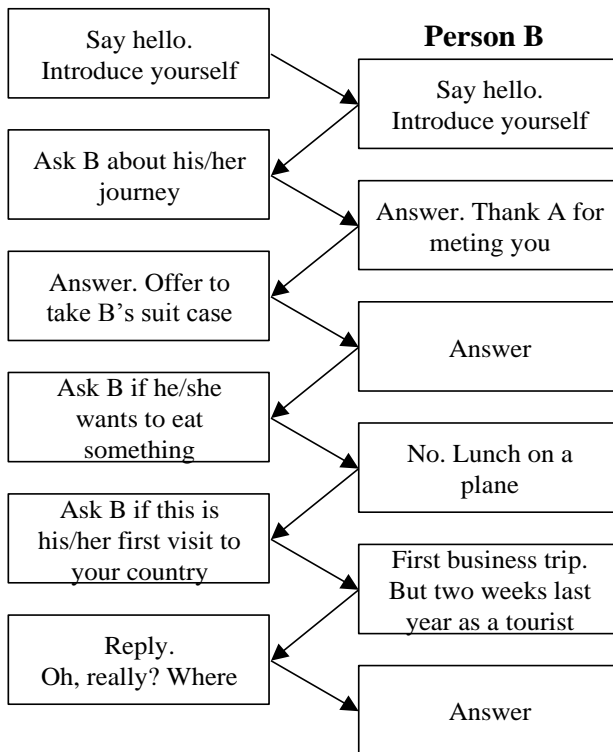 Say hello.
Introduce yourself
Person B
Say hello.
Introduce yourself
Ask B about his/her
journey
Answer. Thank A for
meting you
Answer. Offer to
take B's suit case
Answer
Ask B if he/she
wants to eat
something
No. Lunch on a
plane
Ask B if this is
his/her first visit to
your country
First business trip.
But two weeks last
year as a tourist
Reply.
Oh, really? Where
Answer